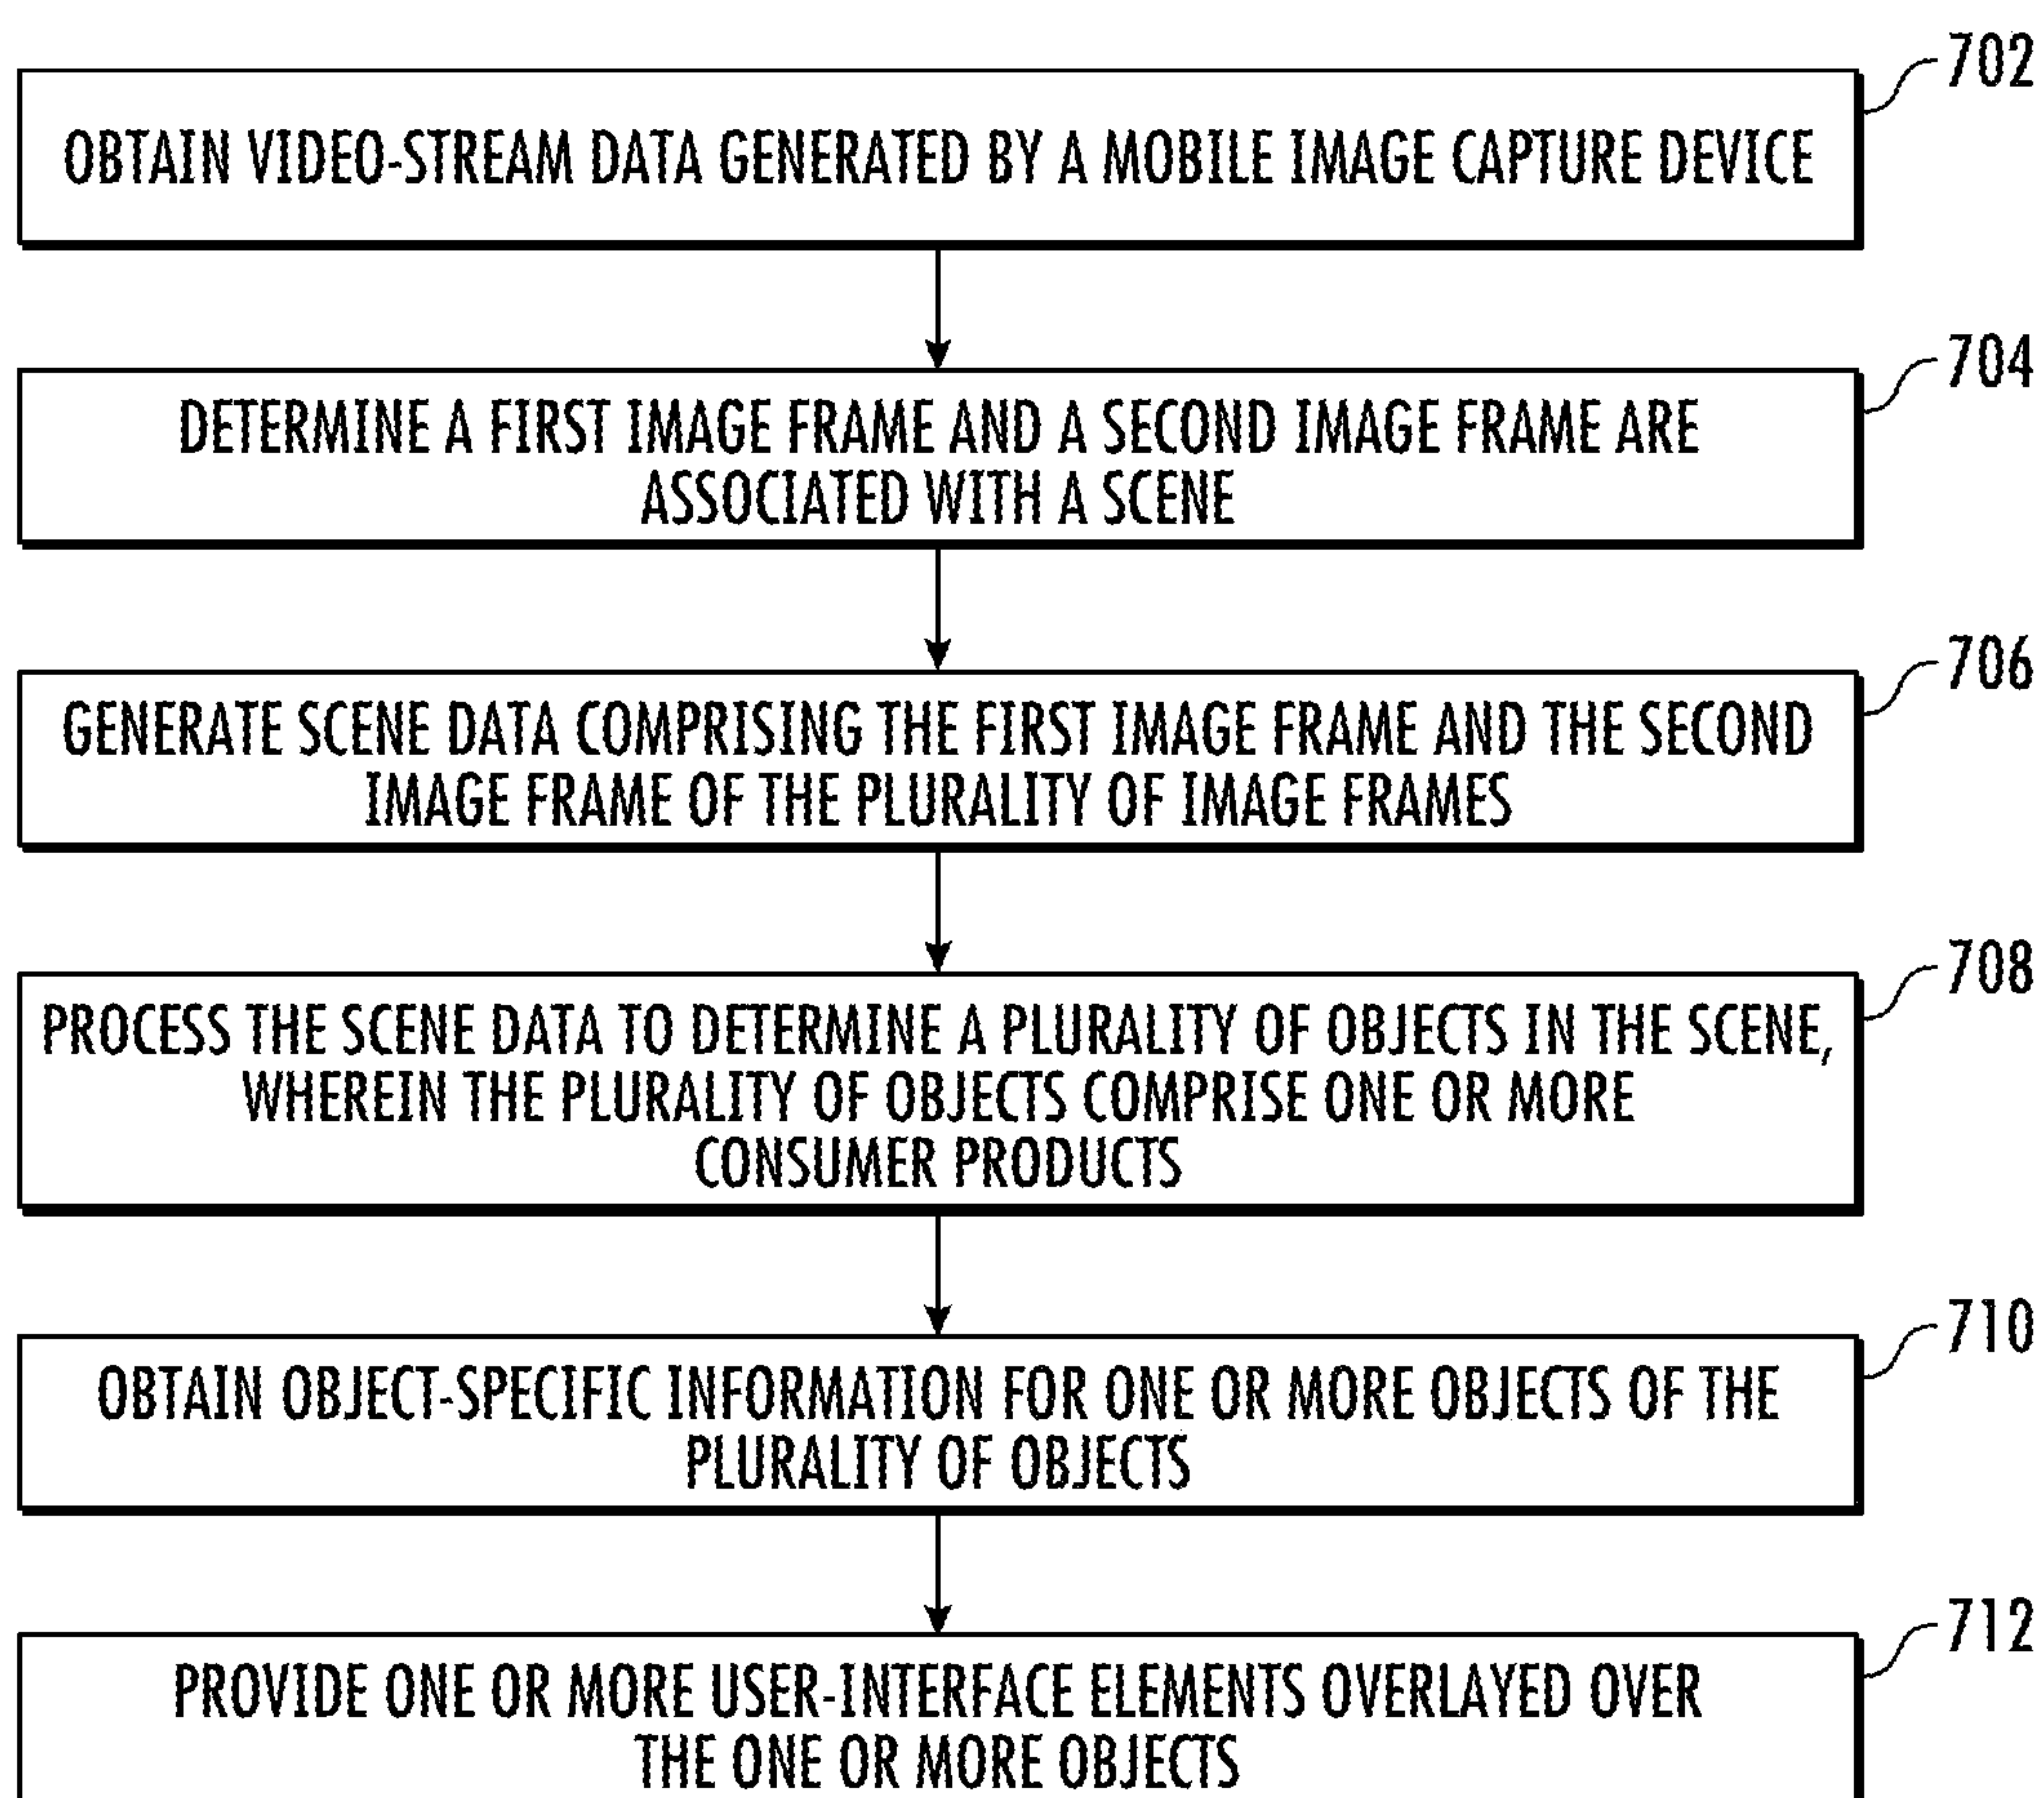 702
OBTAIN VIDEO-STREAM DATA GENERATED BY A MOBILE IMAGE CAPTURE DEVICE
704
DETERMINE A FIRST IMAGE FRAME AND A SECOND IMAGE FRAME ARE
ASSOCIATED WITH A SCENE
706
GENERATE SCENE DATA COMPRISING THE FIRST IMAGE FRAME AND THE SECOND
IMAGE FRAME OF THE PLURALITY OF IMAGE FRAMES
708
PROCESS THE SCENE DATA TO DETERMINE A PLURALITY OF OBJECTS IN THE SCENE,
WHEREIN THE PLURALITY OF OBJECTS COMPRISE ONE OR MORE
CONSUMER PRODUCTS
710
OBTAIN OBJECT-SPECIFIC INFORMATION FOR ONE OR MORE OBJECTS OF THE
PLURALITY OF OBJECTS
712
PROVIDE ONE OR MORE USER-INTERFACE ELEMENTS OVERLAYED OVER
THE ONE OR MORE OBJECTS